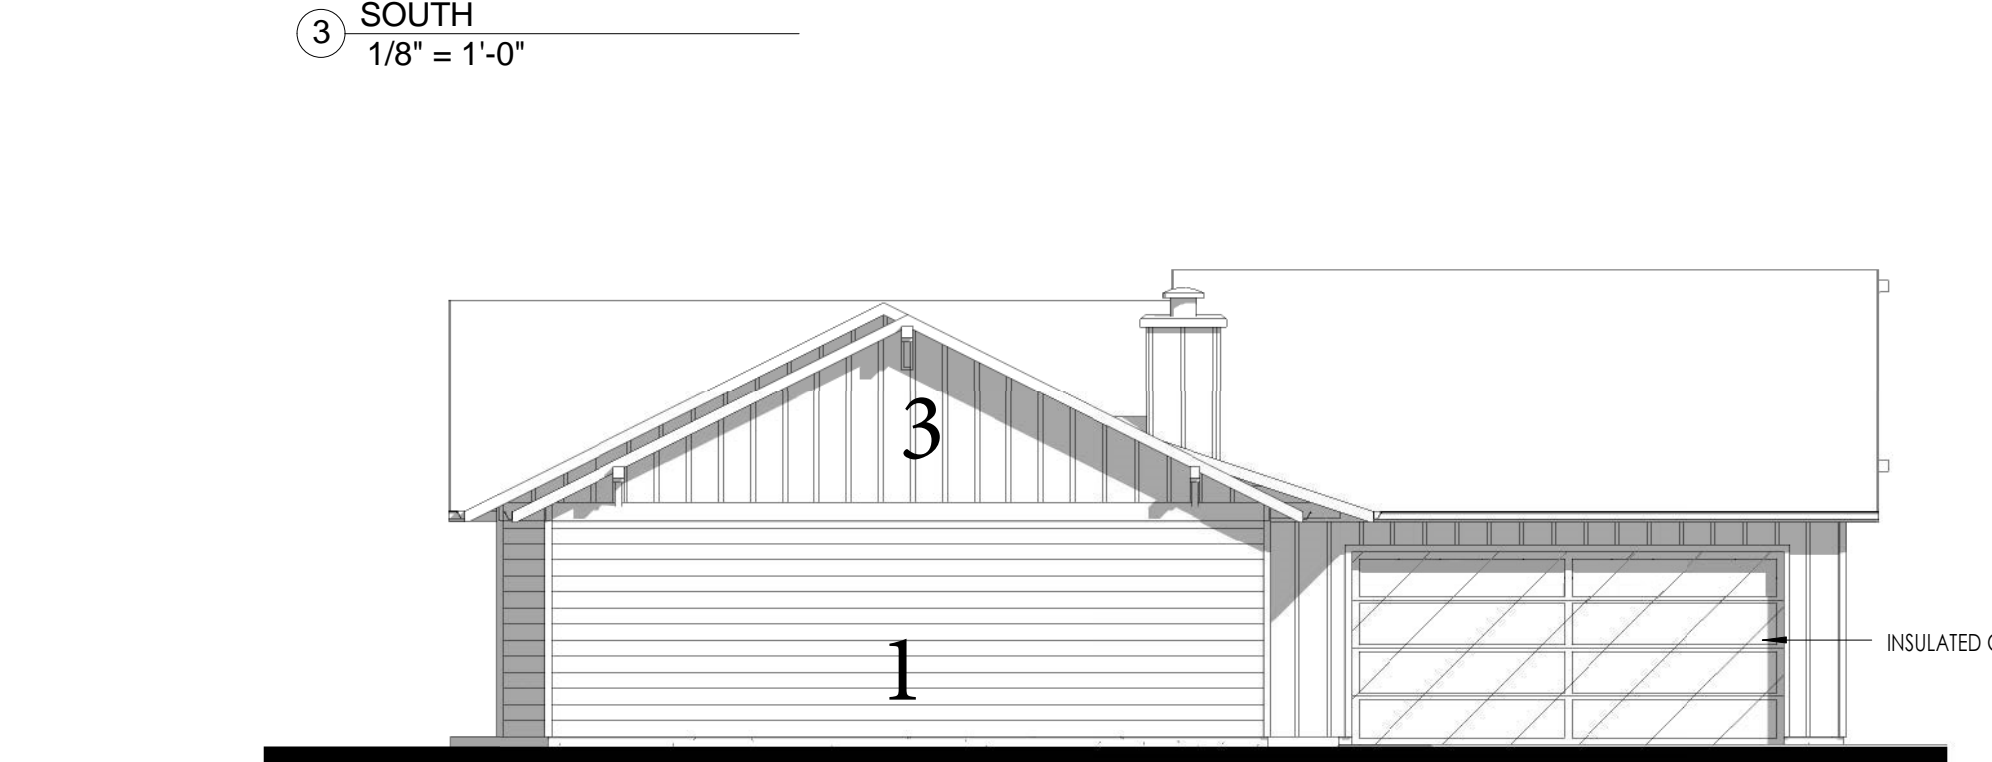 3 SOUTH
1/8" = 1'-0"
3
1
INSULATED